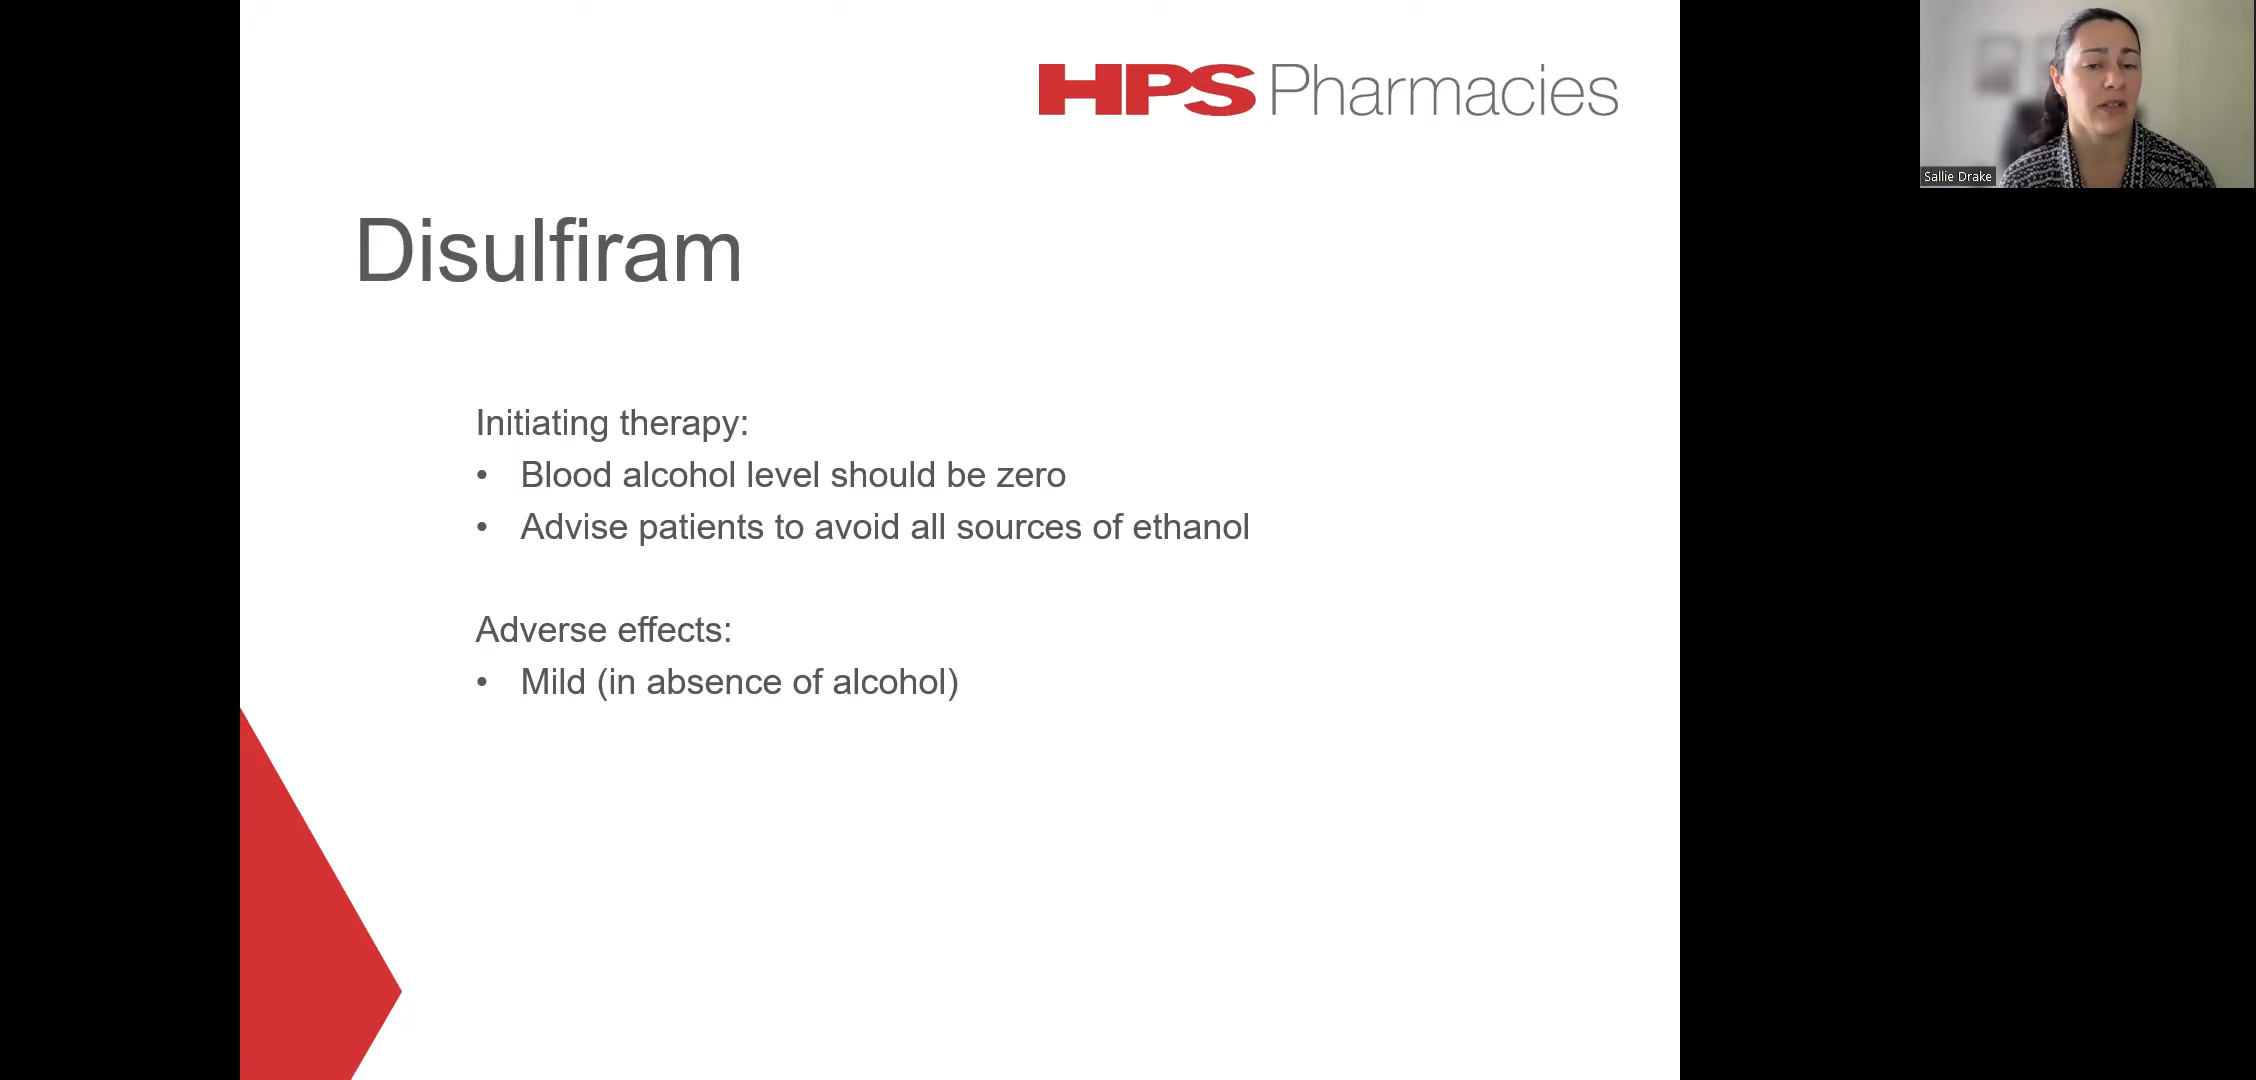 HPS Pharmacies
Sallie Drake
Disulfiram
Initiating therapy:
• Blood alcohol level should be zero
• Advise patients to avoid all sources of ethanol
Adverse effects:
• Mild (in absence of alcohol)